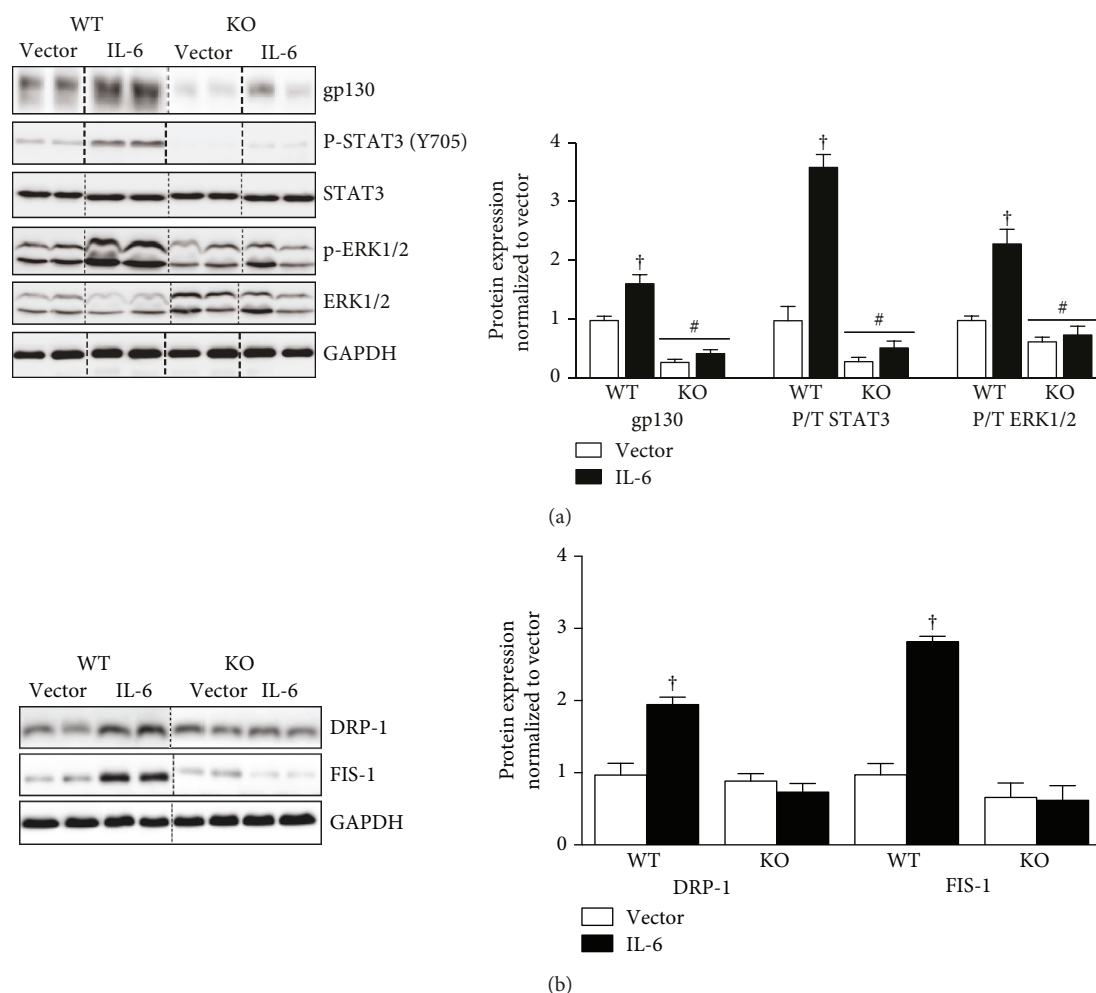 WT KO
Vector IL-6 Vector IL-6
gp130
P-STAT3 (Y705)
STAT3
p-ERK1/2
ERK1/2
GAPDH
Protein expression
normalized to vector
4
3
2
1
0
†
#
†
#
†
#
WT KO WT KO WT KO
gp130 P/T STAT3 P/T ERK1/2
Vector
IL-6
(a)
WT KO
Vector IL-6 Vector IL-6
DRP-1
FIS-1
GAPDH
Protein expression
normalized to vector
4
3
2
1
0
†
†
WT KO WT KO
DRP-1 FIS-1
Vector
IL-6
(b)